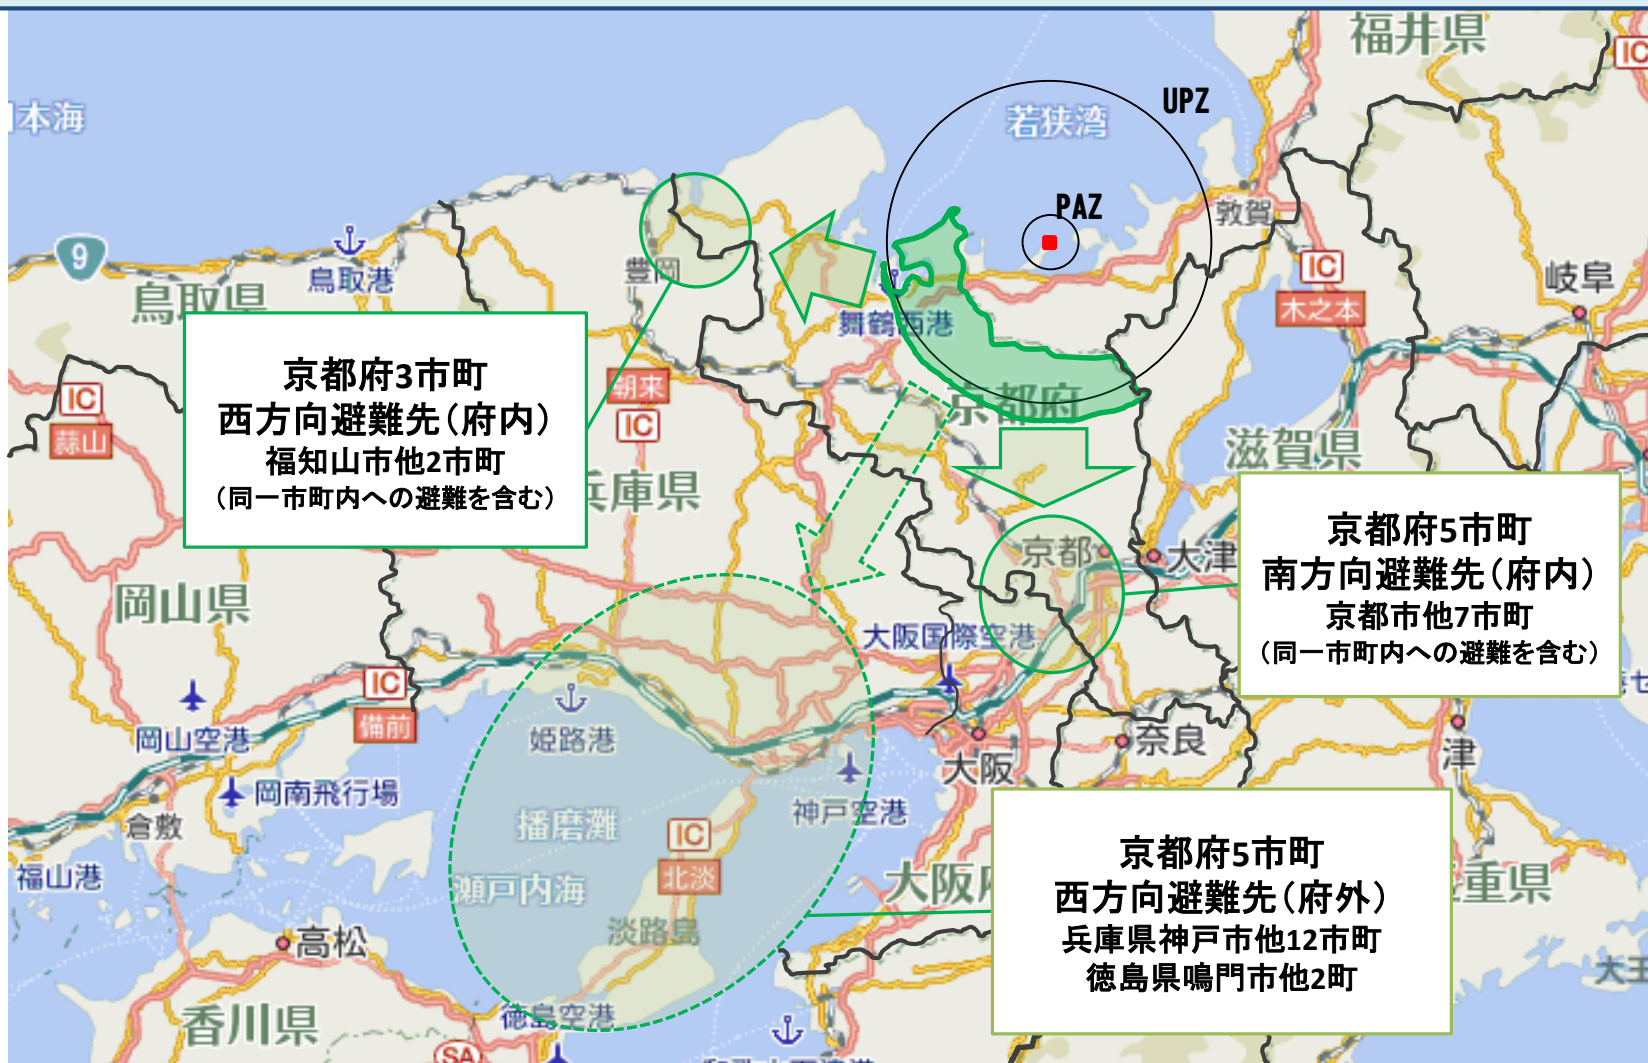 福井県
IC
UPZ
本海
若狭湾
PAZ
敦賀
9
鳥取港
豊岡
IC
木之本
岐阜
鳥取県
舞鶴西港
京都府3市町
西方向避難先(府内)
福知山市他2市町
(同一市町内への避難を含む)
朝来
IC
IC
蒜山
京都府
滋賀県
兵庫県
京都府5市町
南方向避難先(府内)
京都市他7市町
(同一市町内への避難を含む)
京都
大津
岡山県
大阪国際空港
IC
備前
岡山空港
姫路港
大阪
奈良
津
岡南飛行場
倉敷
播磨灘
神戸空港
IC
北淡
福山港
瀬戸内海
大阪府
重県
京都府5市町
西方向避難先(府外)
兵庫県神戸市他12市町
徳島県鳴門市他2町
淡路島
高松
大王
香川県
徳島空港
SA